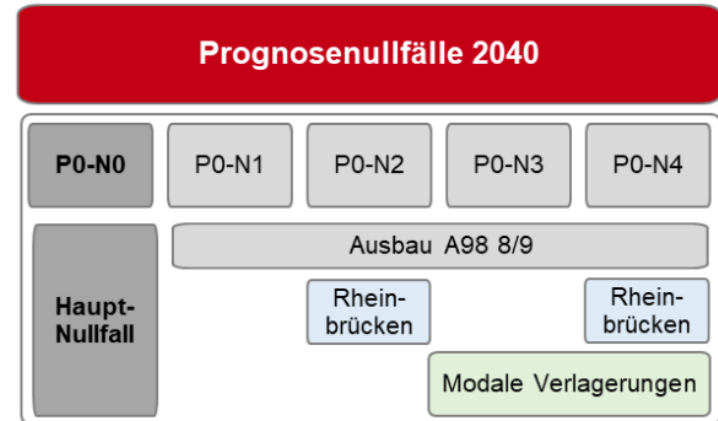 Prognosenullfälle 2040
P0-N0
P0-N1
P0-N2
P0-N3
P0-N4
Haupt-
Nullfall
Ausbau A98 8/9
Rhein-
brücken
Rhein-
brücken
Modale Verlagerungen